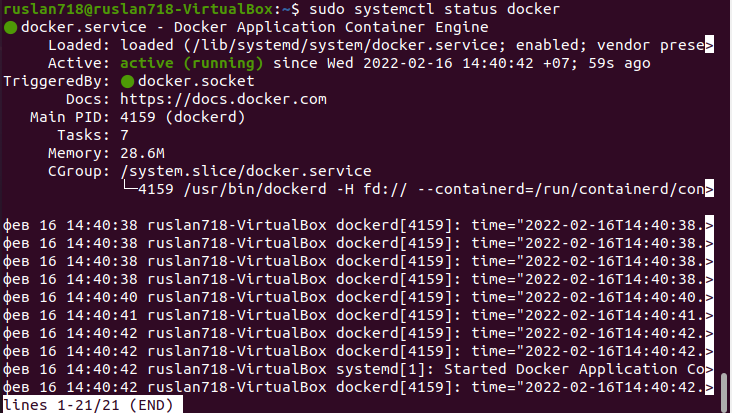 ruslan718@ruslan718-VirtualBox:~$ sudo systemctl status docker
● docker.service - Docker Application Container Engine
     Loaded: loaded (/lib/systemd/system/docker.service; enabled; vendor prese>
     Active: active (running) since Wed 2022-02-16 14:40:42 +07; 59s ago
TriggeredBy: ● docker.socket
       Docs: https://docs.docker.com
   Main PID: 4159 (dockerd)
      Tasks: 7
     Memory: 28.6M
     CGroup: /system.slice/docker.service
             └─4159 /usr/bin/dockerd -H fd:// --containerd=/run/containerd/con>
фев 16 14:40:38 ruslan718-VirtualBox dockerd[4159]: time="2022-02-16T14:40:38.>
фев 16 14:40:38 ruslan718-VirtualBox dockerd[4159]: time="2022-02-16T14:40:38.>
фев 16 14:40:38 ruslan718-VirtualBox dockerd[4159]: time="2022-02-16T14:40:38.>
фев 16 14:40:38 ruslan718-VirtualBox dockerd[4159]: time="2022-02-16T14:40:38.>
фев 16 14:40:40 ruslan718-VirtualBox dockerd[4159]: time="2022-02-16T14:40:40.>
фев 16 14:40:41 ruslan718-VirtualBox dockerd[4159]: time="2022-02-16T14:40:41.>
фев 16 14:40:42 ruslan718-VirtualBox dockerd[4159]: time="2022-02-16T14:40:42.>
фев 16 14:40:42 ruslan718-VirtualBox dockerd[4159]: time="2022-02-16T14:40:42.>
фев 16 14:40:42 ruslan718-VirtualBox systemd[1]: Started Docker Application Co>
фев 16 14:40:42 ruslan718-VirtualBox dockerd[4159]: time="2022-02-16T14:40:42.>
lines 1-21/21 (END)